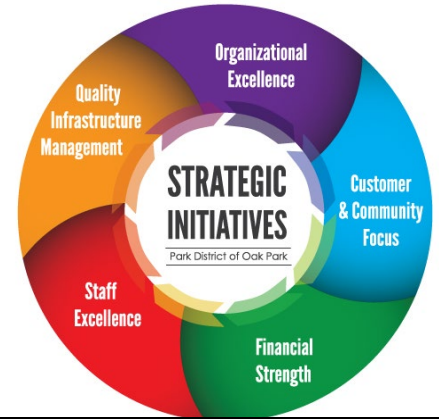 Organizational
Excellence
Quality
Infrastructure
Management
Customer
& Community
Focus
STRATEGIC
INITIATIVES
Park District of Oak Park
Staff
Excellence
Financial
Strength